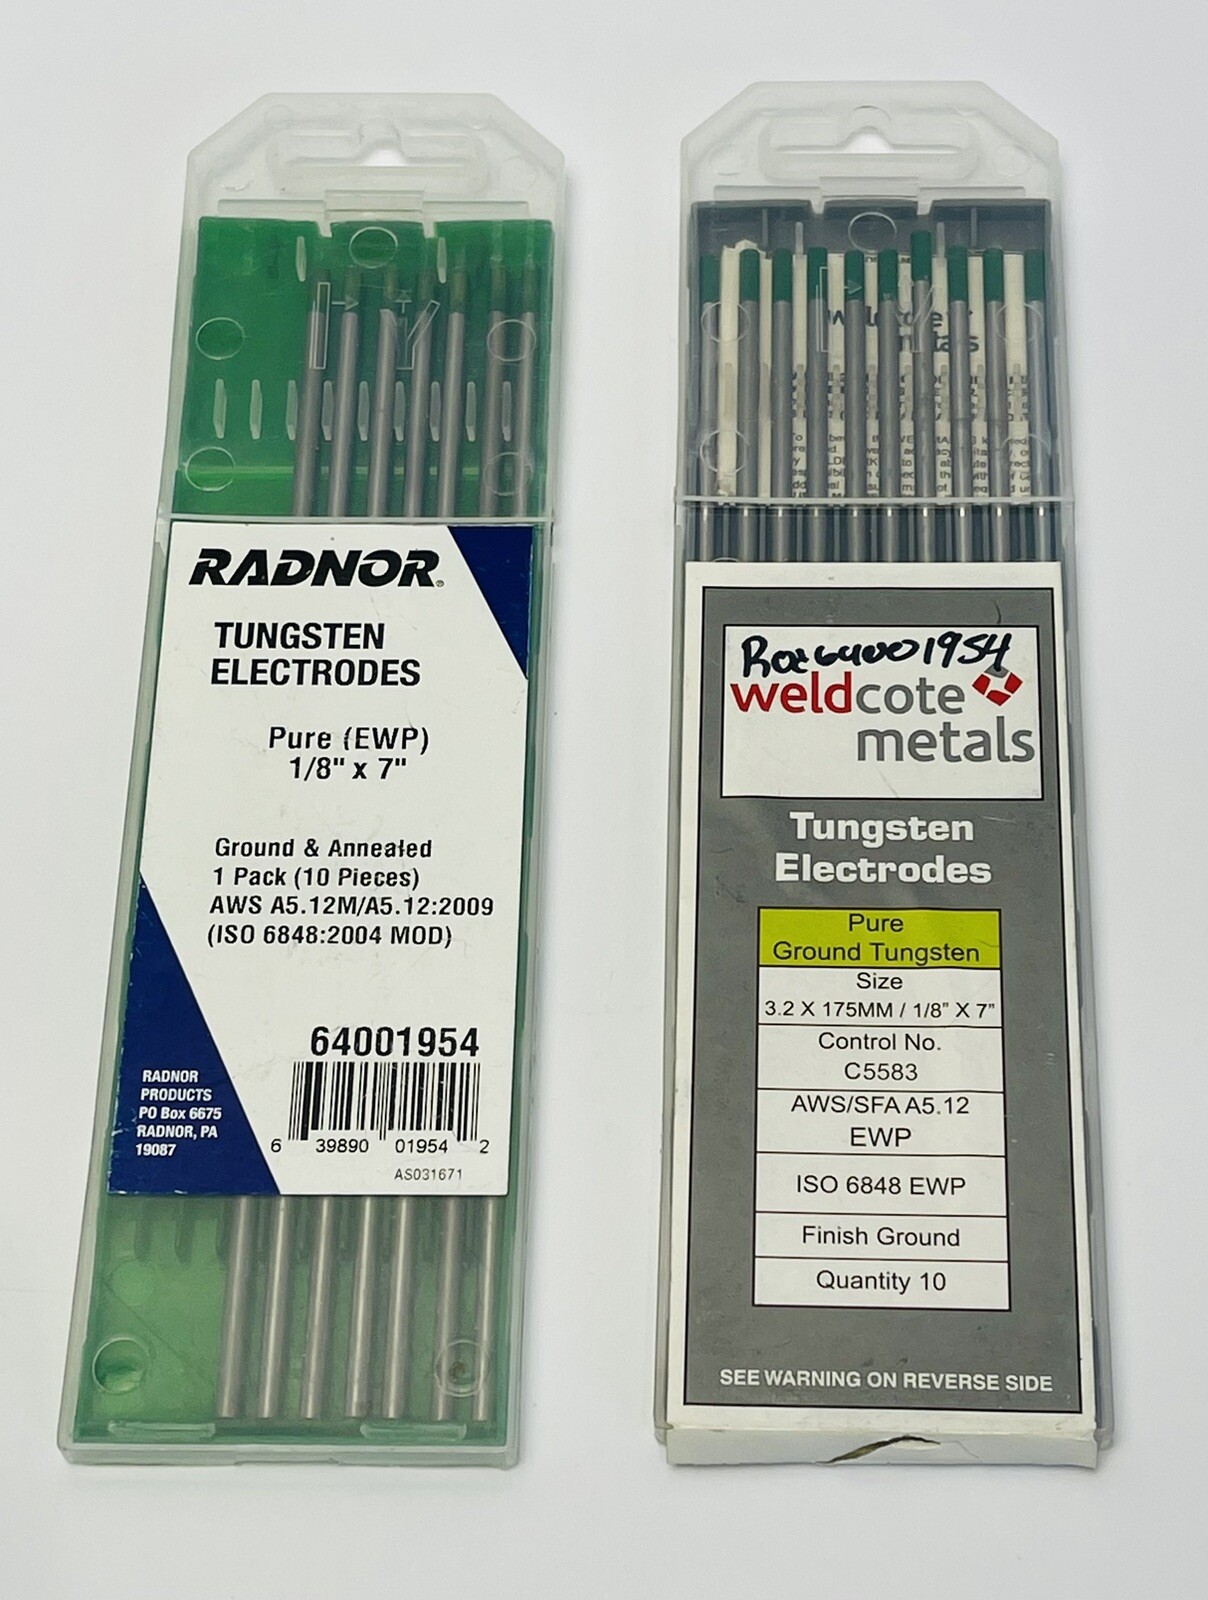 RADNOR®
TUNGSTEN
ELECTRODES
Pure (EWP)
1/8" x 7"
Ground & Annealed
1 Pack (10 Pieces)
AWS A5.12M/A5.12:2009
(ISO 6848:2004 MOD)
64001954
6 39890 01954 2
AS031671
RADNOR
PRODUCTS
PO Box 6675
RADNOR, PA
19087
64001954
weldcote
metals
Tungsten
Electrodes
Pure
Ground Tungsten
Size
3.2 X 175MM / 1/8" X 7"
Control No.
C5583
AWS/SFA A5.12
EWP
ISO 6848 EWP
Finish Ground
Quantity 10
SEE WARNING ON REVERSE SIDE